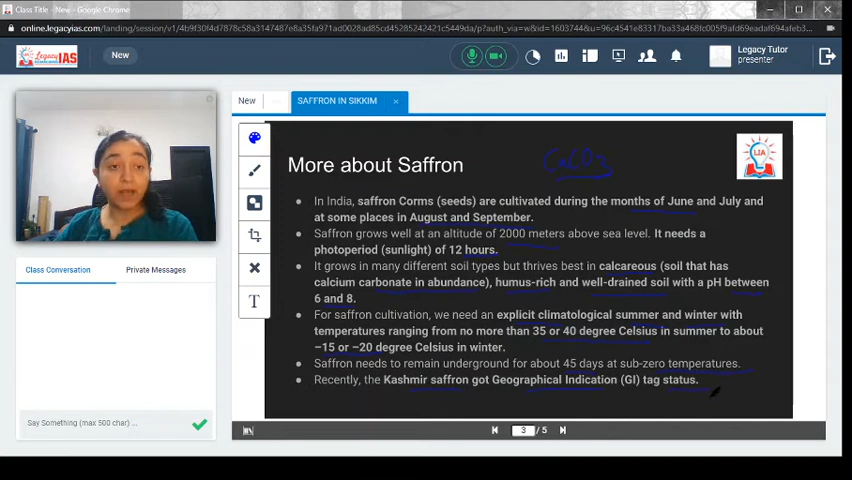 Class Title - New - Google Chrome
online.legacyias.com/landing/session/v1/4b9f30f4d7878c58a3147487e8a35fa971ad0028ad85cd45285242421c5449da/p?auth_via=w&id=1603744&u=96c4541e83317ba33a468fc005f9afd69eadaf694afeb3...
Legacy IAS
New
Legacy Tutor
presenter
New
SAFFRON IN SIKKIM
CaCO3
More about Saffron
LIA
• In India, saffron Corms (seeds) are cultivated during the months of June and July and
at some places in August and September.
• Saffron grows well at an altitude of 2000 meters above sea level. It needs a
photoperiod (sunlight) of 12 hours.
• It grows in many different soil types but thrives best in calcareous (soil that has
calcium carbonate in abundance), humus-rich and well-drained soil with a pH between
6 and 8.
• For saffron cultivation, we need an explicit climatological summer and winter with
temperatures ranging from no more than 35 or 40 degree Celsius in summer to about
–15 or –20 degree Celsius in winter.
• Saffron needs to remain underground for about 45 days at sub-zero temperatures.
• Recently, the Kashmir saffron got Geographical Indication (GI) tag status.
Class Conversation
Private Messages
T
Say Something (max 500 char) ...
3 / 5